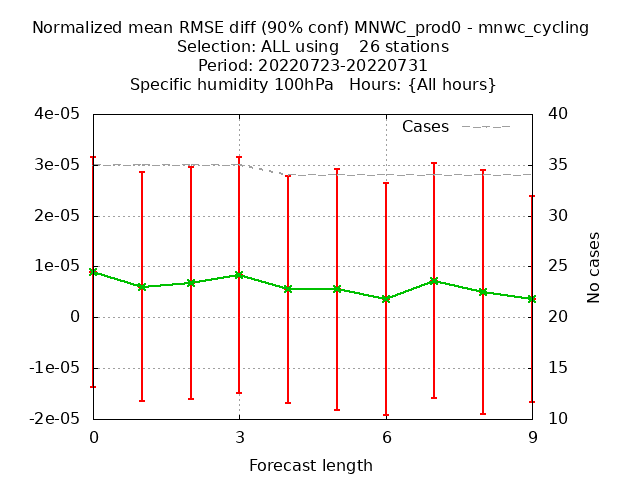 Normalized mean RMSE diff (90% conf) MNWC_prod0 - mnwc_cycling
Selection: ALL using    26 stations
Period: 20220723-20220731
Specific humidity 100hPa   Hours: {All hours}
4e-05
3e-05
2e-05
1e-05
0
-1e-05
-2e-05
Cases
40
35
30
25
20
15
10
No cases
0
3
6
9
Forecast length